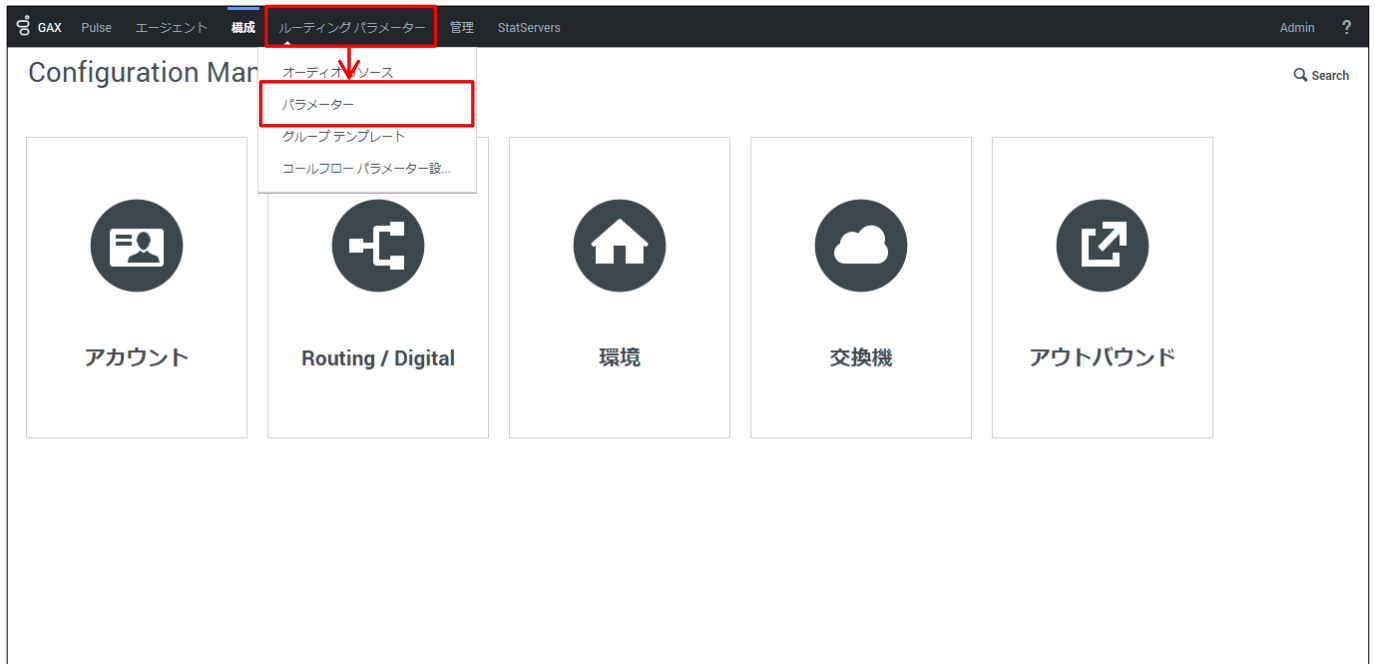 GAX Pulse エージェント 構成 ルーティングパラメーター 管理 StatServers Admin ?
Configuration
Search
オーディオ ソース
パラメーター
グループ テンプレート
コールフロー パラメーター設...
アカウント
Routing / Digital
環境
交換機
アウトバウンド